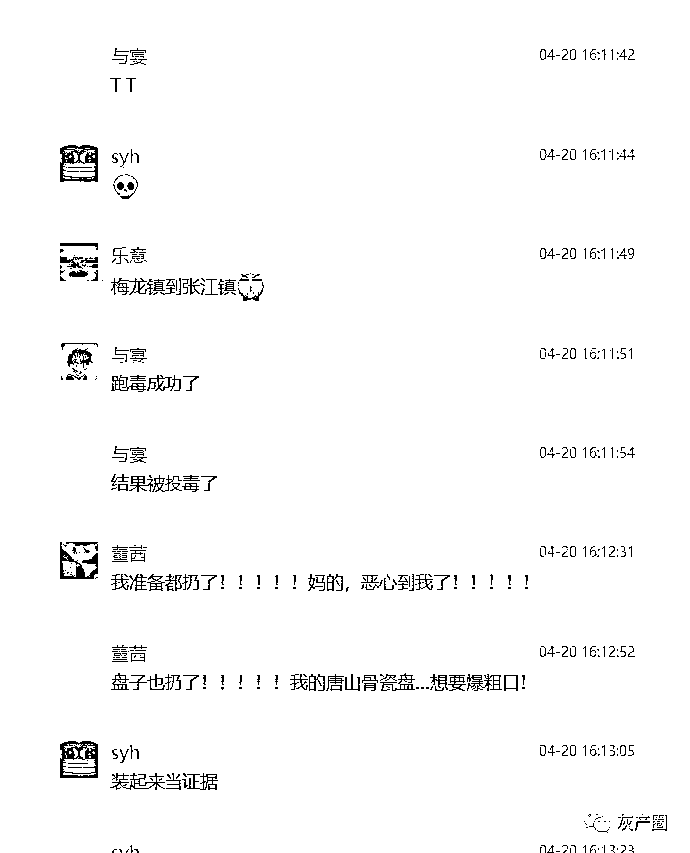 与宴
04-20 16:11:42
T T
syh
04-20 16:11:44
乐意
04-20 16:11:49
梅龙镇到张江镇
与宴
04-20 16:11:51
跑毒成功了
与宴
04-20 16:11:54
结果被投毒了
04-20 16:12:31
我准备都扔了！！！！！妈的，恶心到我了！！！！！
04-20 16:12:52
盘子也扔了！！！！！我的唐山骨瓷盘...想要爆粗口!
syh
04-20 16:13:05
装起来当证据
灰产圈
syh
04-20 16:13:23